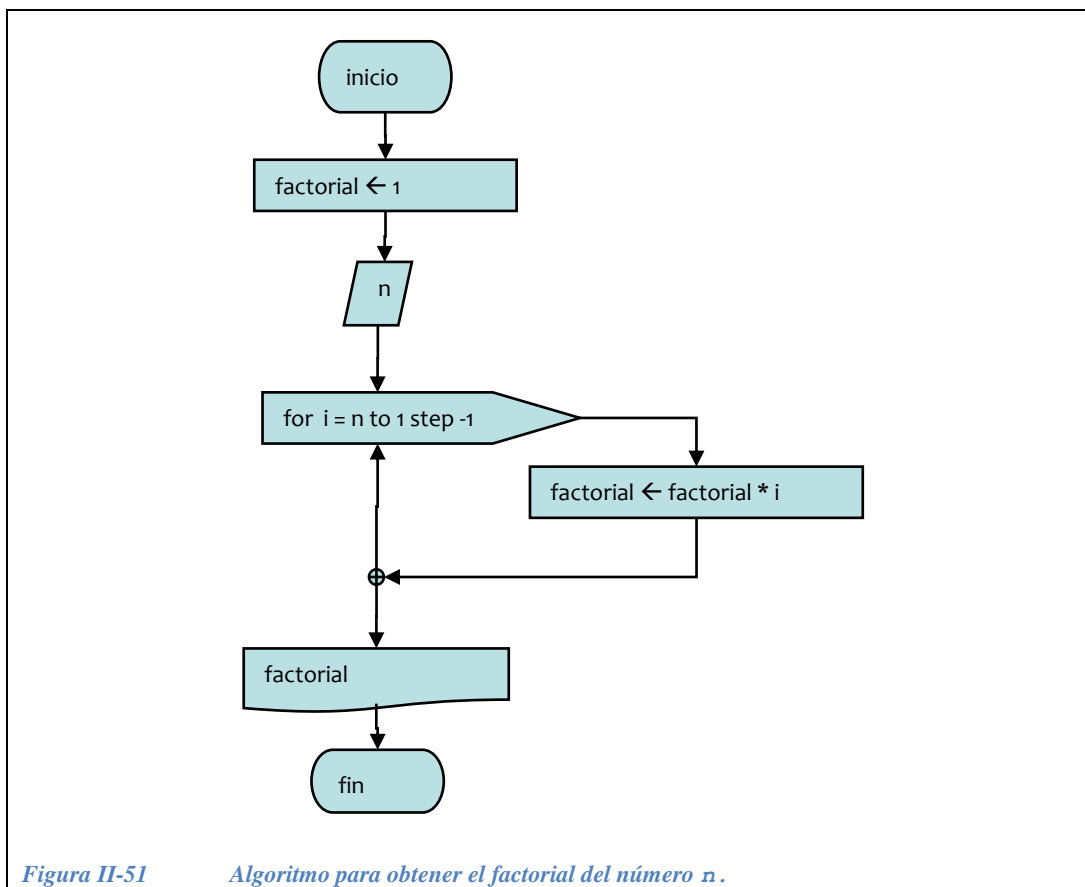 inicio
factorial ← 1
n
for i = n to 1 step -1
factorial ← factorial * i
factorial
fin
Figura II-51 Algoritmo para obtener el factorial del número n.